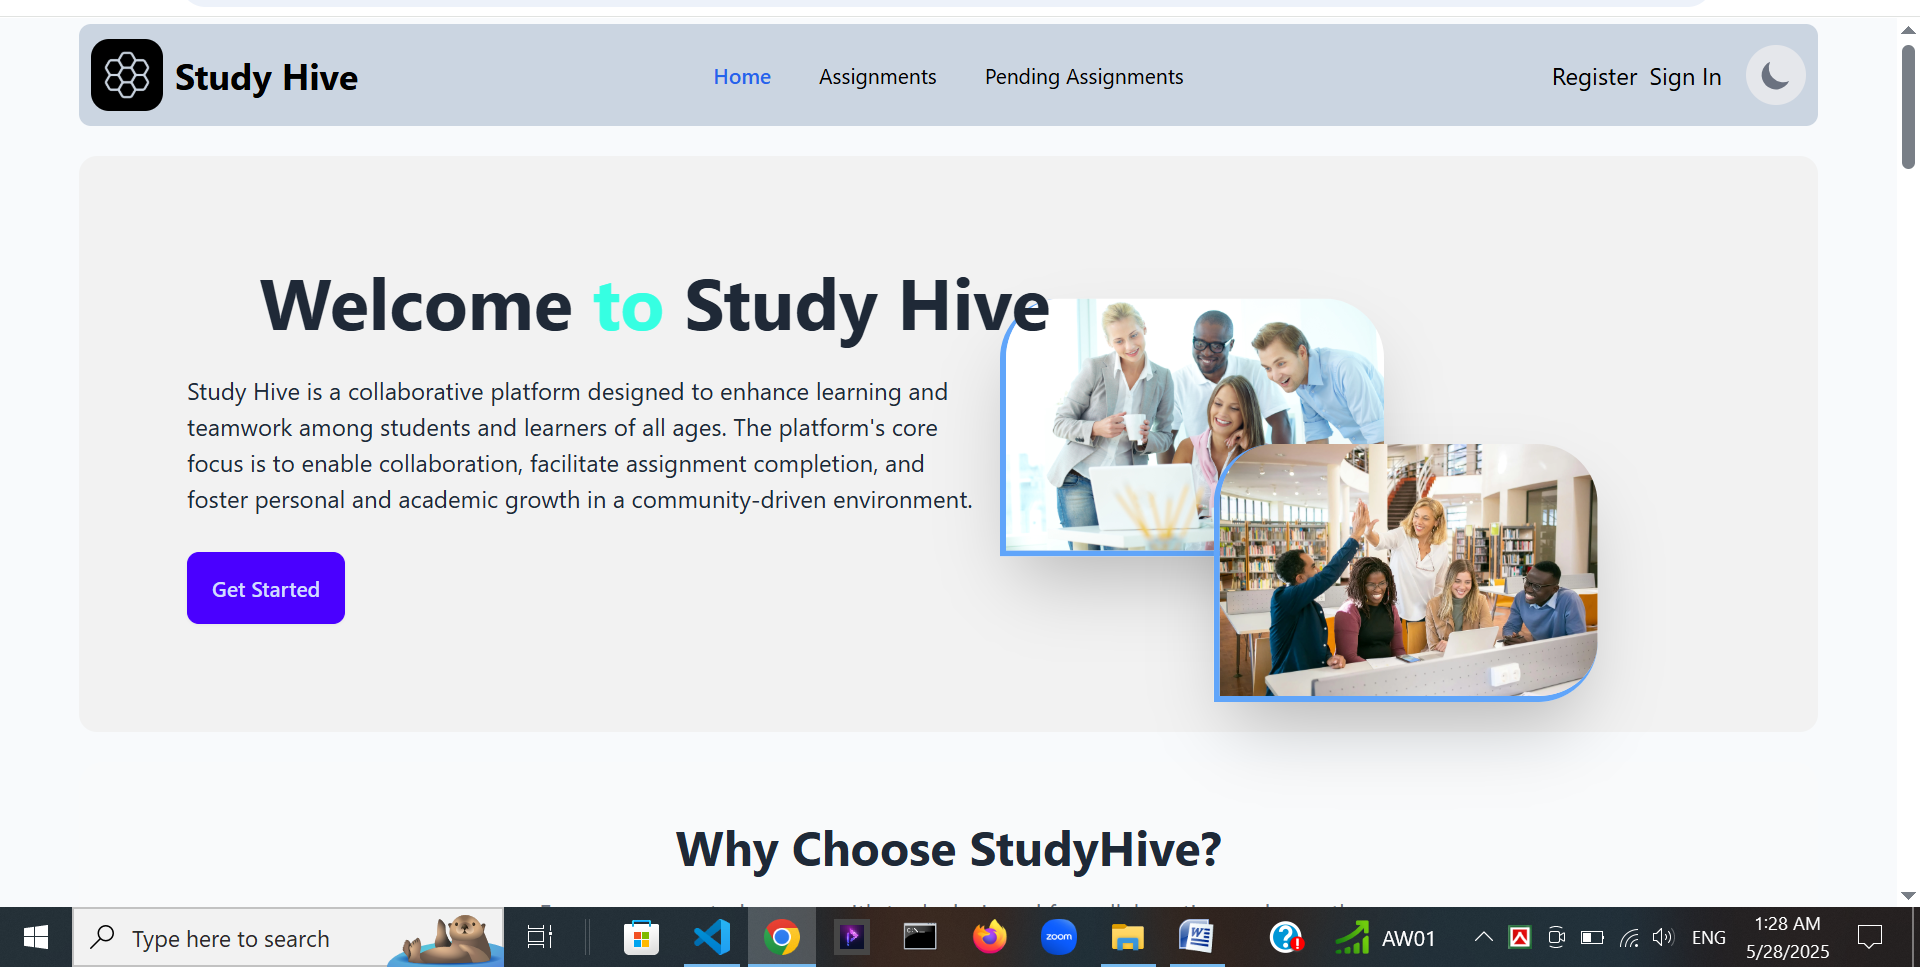 Study Hive
Home
Assignments
Pending Assignments
Register
Sign In
Welcome to Study Hive
Study Hive is a collaborative platform designed to enhance learning and
teamwork among students and learners of all ages. The platform's core
focus is to enable collaboration, facilitate assignment completion, and
foster personal and academic growth in a community-driven environment.
Get Started
Why Choose StudyHive?
Type here to search
zoom
AW01
ENG
1:28 AM
5/28/2025